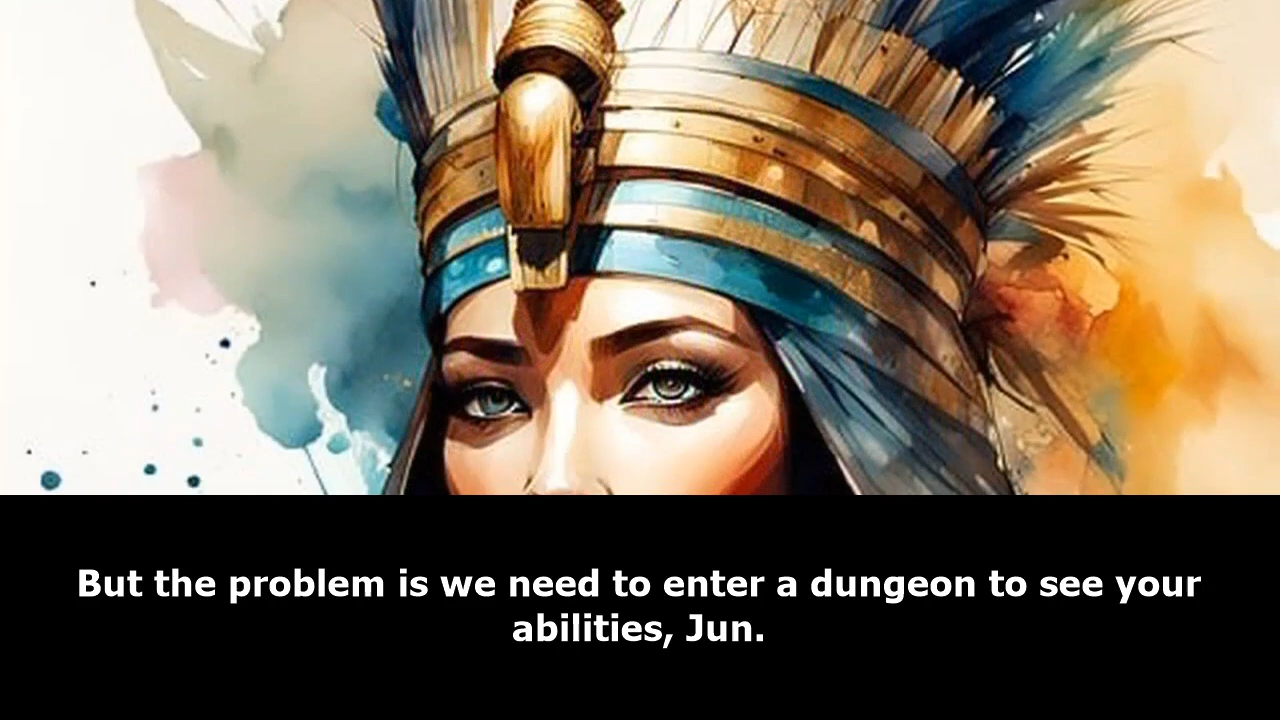 But the problem is we need to enter a dungeon to see your
abilities, Jun.